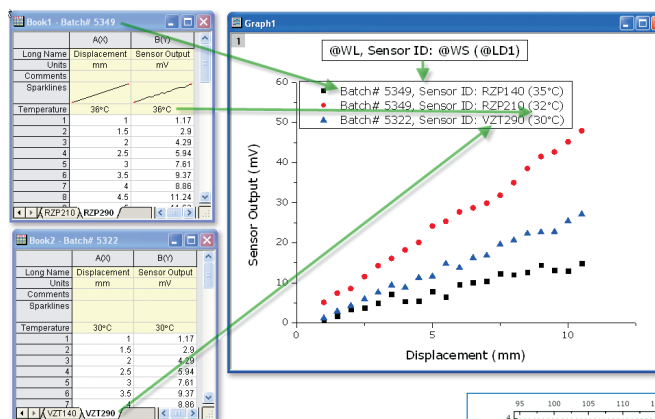 Book1 - Batch# 5349
A(X) B(Y)
Long Name Displacement Sensor Output
Units mm mV
Comments
Sparklines
Temperature 36°C 36°C
1 1 1.17
2 1.5 2.9
3 2 4.29
4 2.5 5.94
5 3 7.61
6 3.5 9.37
7 4 8.86
8 4.5 11.24
RZP210 RZP290
Book2 - Batch# 5322
A(X) B(Y)
Long Name Displacement Sensor Output
Units mm mV
Comments
Sparklines
Temperature 30°C 30°C
1 1 1.17
2 1.5 2.9
3 2 4.29
4 2.5 5.94
5 3 7.61
6 3.5 9.37
7 4 8.86
VZT140 VZT290
Graph1
1
@WL, Sensor ID: @WS (@LD1)
Batch# 5349, Sensor ID: RZP140 (35°C)
Batch# 5349, Sensor ID: RZP210 (32°C)
Batch# 5322, Sensor ID: VZT290 (30°C)
60
50
40
30
20
10
0
Sensor Output (mV)
0 5 10
Displacement (mm)
95 100 105 110
4